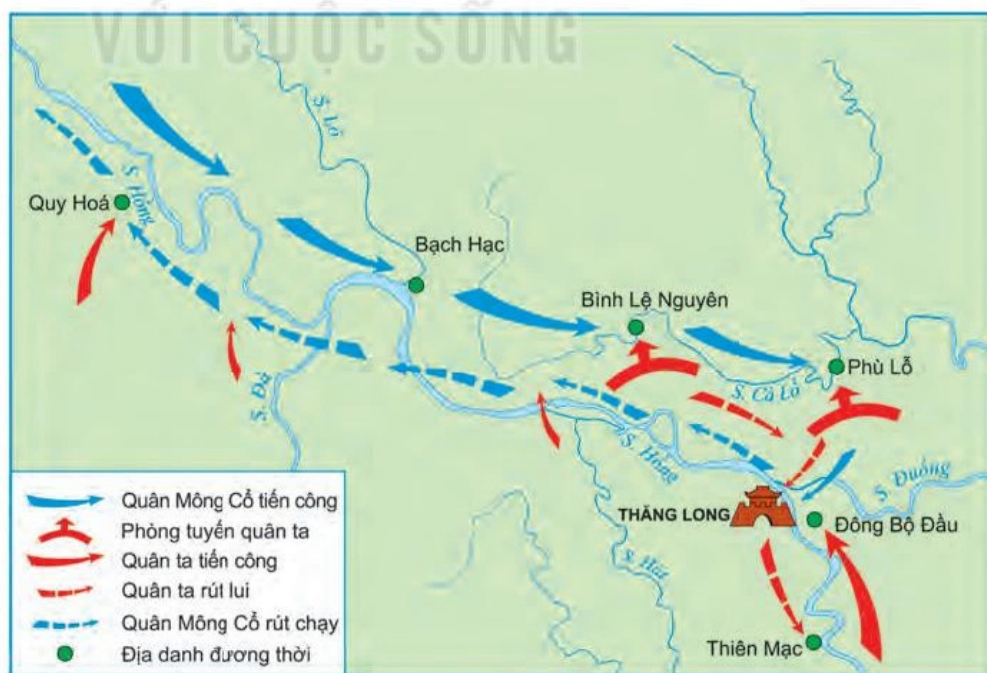 VỚI CUỘC SỐNG
S. Lô
S. Hồng
Quy Hoá
Bạch Hạc
Bình Lệ Nguyên
Phù Lỗ
S. Cà Lồ
S. Đà
S. Hồng
S. Đuống
THĂNG LONG
Đông Bộ Đầu
S. Hát
Thiên Mạc
Quân Mông Cổ tiến công
Phòng tuyến quân ta
Quân ta tiến công
Quân ta rút lui
Quân Mông Cổ rút chạy
Địa danh đương thời